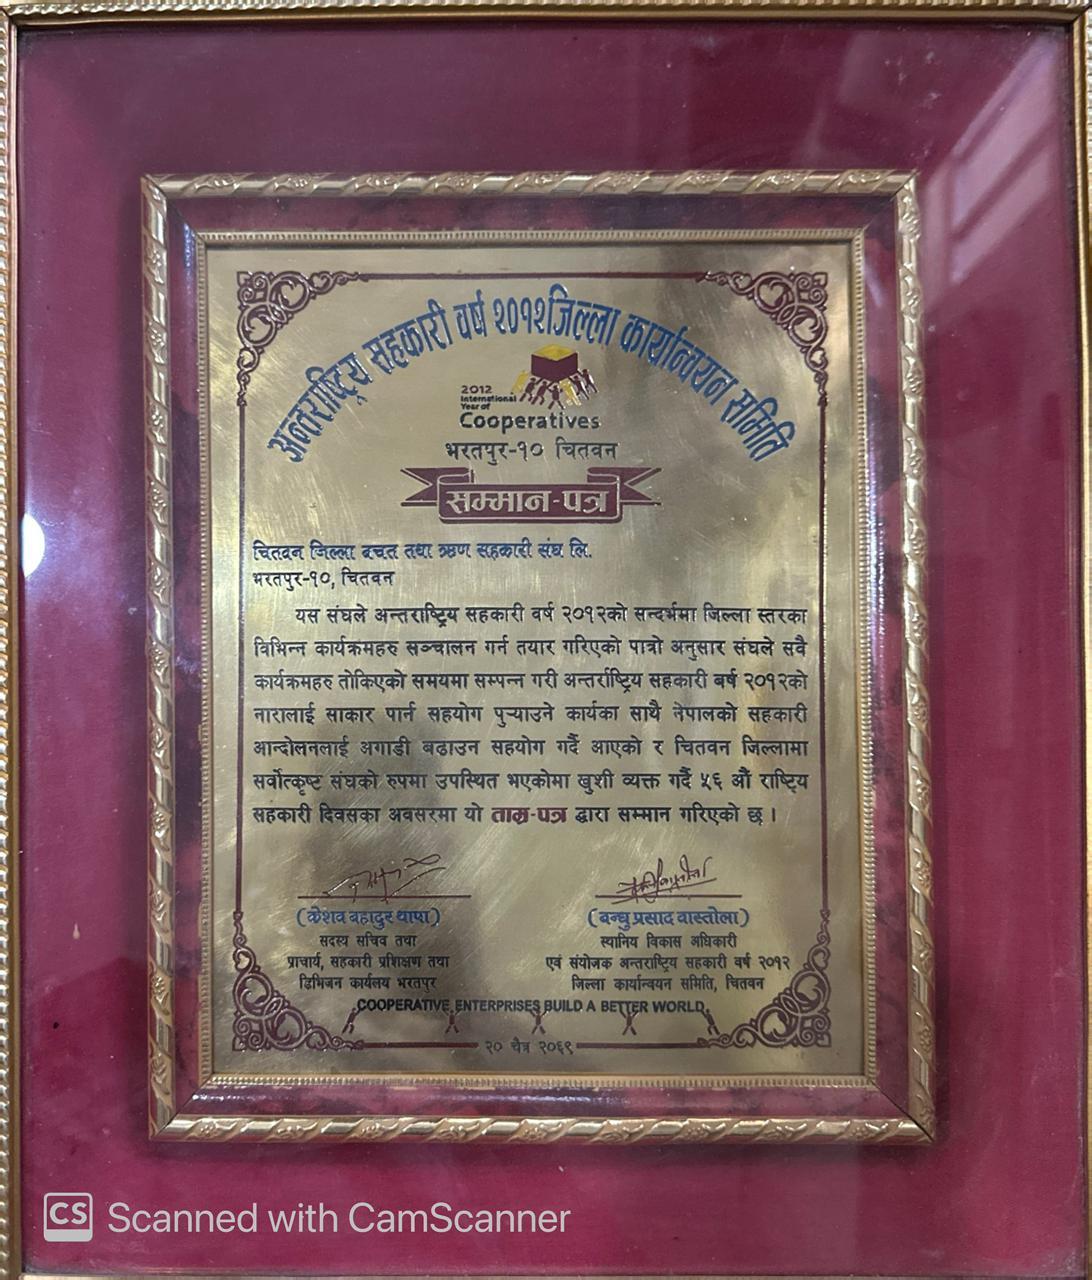 अन्तराष्ट्रिय सहकारी वर्ष २०१२ जिल्ला कार्यान्वयन समिति
2012
International
Year of
Cooperatives
भरतपुर-१० चितवन
सम्मान-पत्र
चितवन जिल्ला बचत तथा ऋण सहकारी संघ लि.
भरतपुर-१०, चितवन
यस संघले अन्तराष्ट्रिय सहकारी वर्ष २०१२को सन्दर्भमा जिल्ला स्तरका
विभिन्न कार्यक्रमहरु सञ्चालन गर्न तयार गरिएको पात्रो अनुसार संघले सवै
कार्यक्रमहरु तोकिएको समयमा सम्पन्न गरी अन्तर्राष्ट्रिय सहकारी बर्ष २०१२को
नारालाई साकार पार्न सहयोग पुऱ्याउने कार्यका साथै नेपालको सहकारी
आन्दोलनलाई अगाडी बढाउन सहयोग गर्दै आएको र चितवन जिल्लामा
सर्वोत्कृष्ट संघको रुपमा उपस्थित भएकोमा खुशी व्यक्त गर्दै ५६ औं राष्ट्रिय
सहकारी दिवसका अवसरमा यो ताम्र-पत्र द्वारा सम्मान गरिएको छ ।
(केशव बहादुर थापा)
सदस्य सचिव तथा
प्राचार्य, सहकारी प्रशिक्षण तथा
डिभिजन कार्यलय भरतपुर
(बन्धु प्रसाद वास्तोला)
स्थानिय विकास अधिकारी
एवं संयोजक अन्तराष्ट्रिय सहकारी वर्ष २०१२
जिल्ला कार्यान्वयन समिति, चितवन
COOPERATIVE ENTERPRISES BUILD A BETTER WORLD
२० चैत्र २०६९
CS Scanned with CamScanner